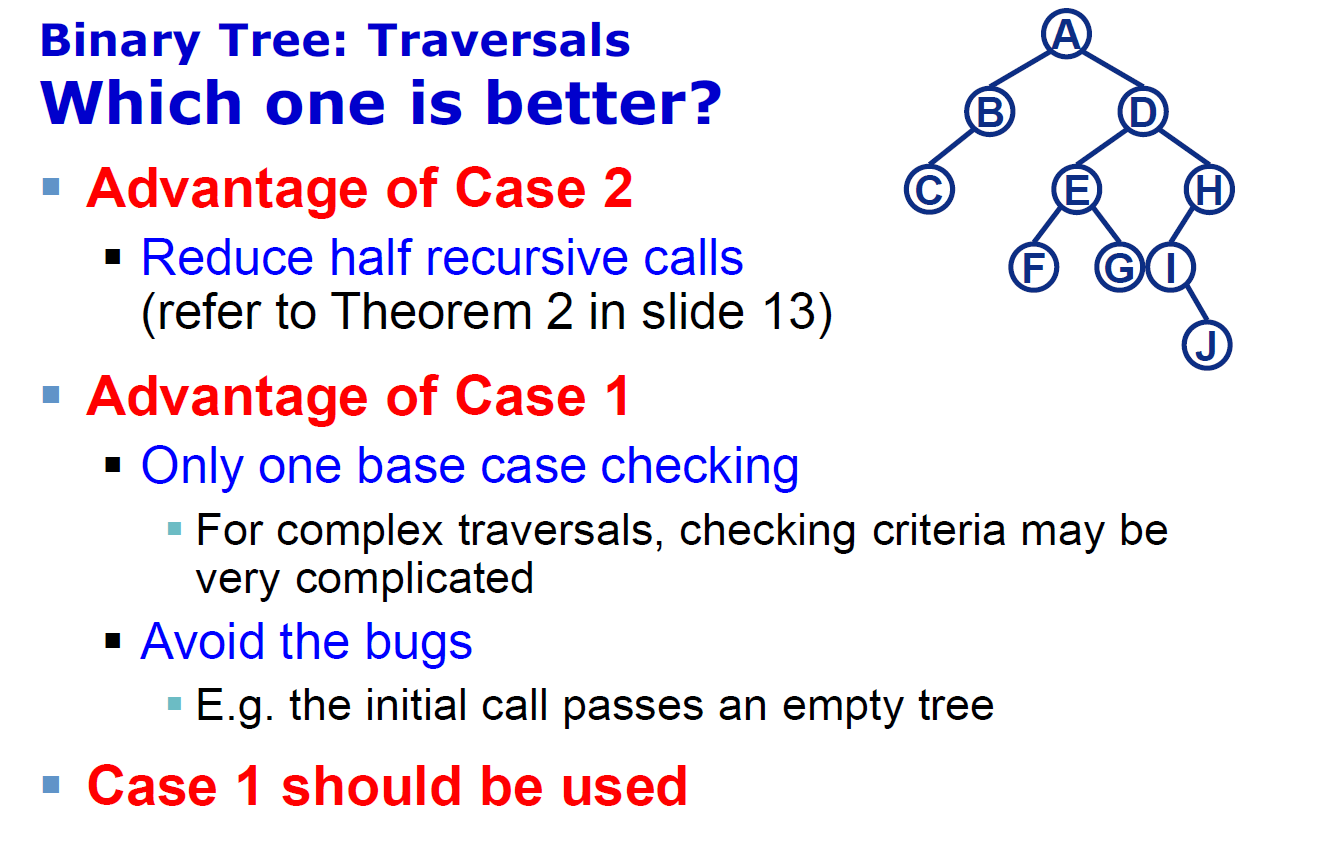 Binary Tree: Traversals
Which one is better?
Advantage of Case 2
Reduce half recursive calls
(refer to Theorem 2 in slide 13)
Advantage of Case 1
Only one base case checking
For complex traversals, checking criteria may be
very complicated
Avoid the bugs
E.g. the initial call passes an empty tree
Case 1 should be used
A
B D
C E H
F G I
J